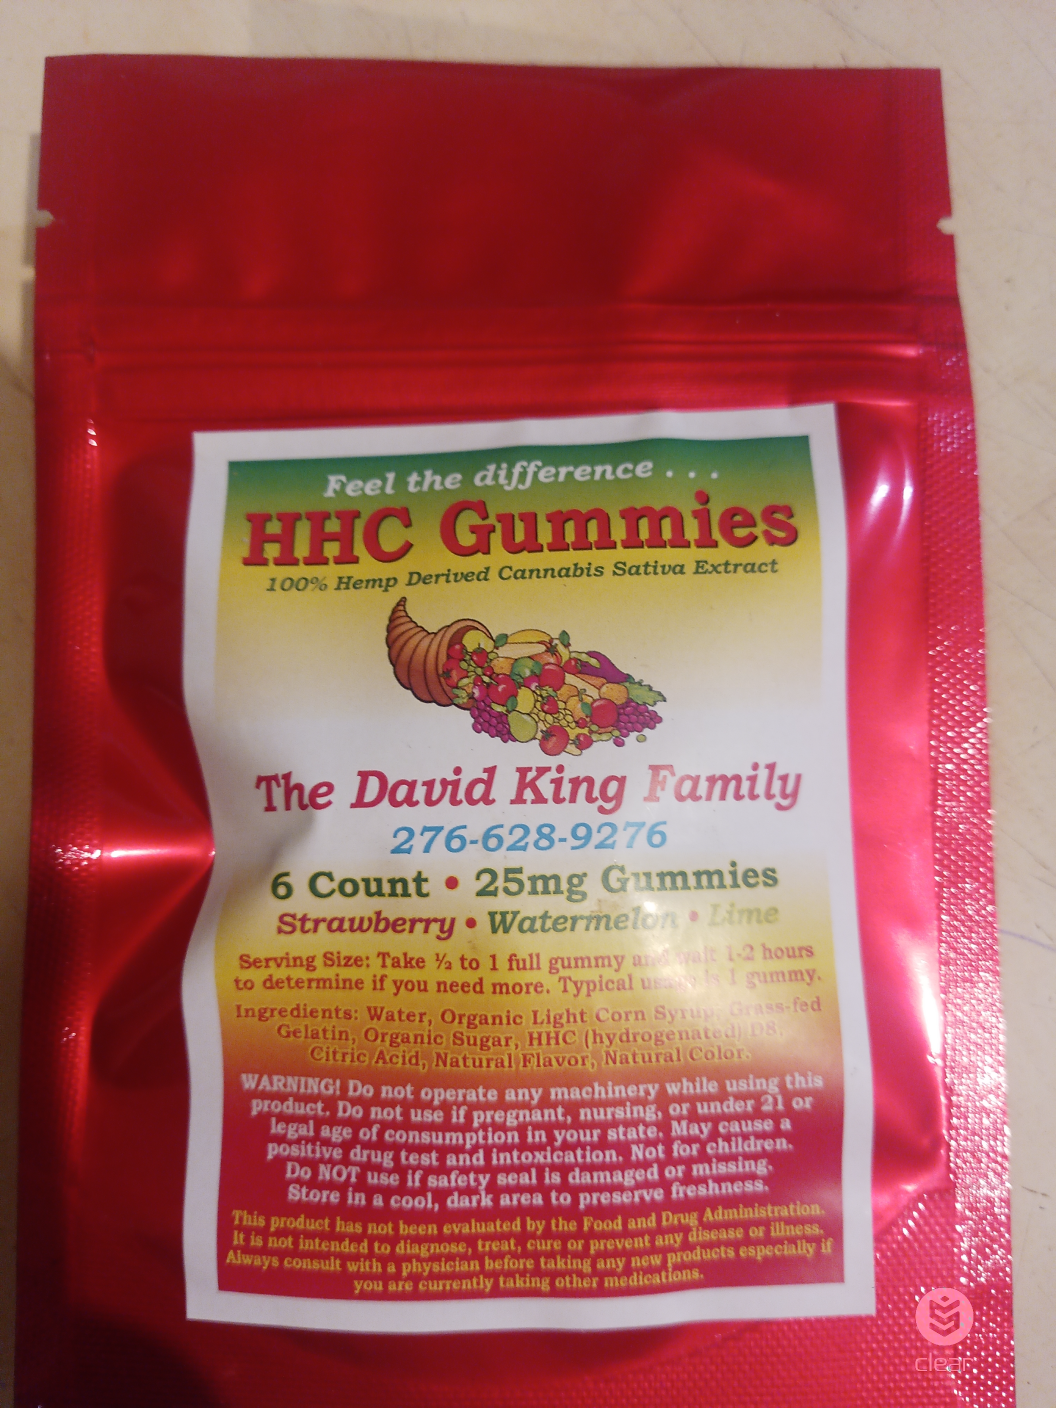 Feel the difference . . .
HHC Gummies
100% Hemp Derived Cannabis Sativa Extract
The David King Family
276-628-9276
6 Count • 25mg Gummies
Strawberry • Watermelon • Lime
Serving Size: Take ½ to 1 full gummy and wait 1-2 hours
to determine if you need more. Typical usage is 1 gummy.
Ingredients: Water, Organic Light Corn Syrup, Grass-fed
Gelatin, Organic Sugar, HHC (hydrogenated) D8,
Citric Acid, Natural Flavor, Natural Color.
WARNING! Do not operate any machinery while using this
product. Do not use if pregnant, nursing, or under 21 or
legal age of consumption in your state. May cause a
positive drug test and intoxication. Not for children.
Do NOT use if safety seal is damaged or missing.
Store in a cool, dark area to preserve freshness.
This product has not been evaluated by the Food and Drug Administration.
It is not intended to diagnose, treat, cure or prevent any disease or illness.
Always consult with a physician before taking any new products especially if
you are currently taking other medications.
clear